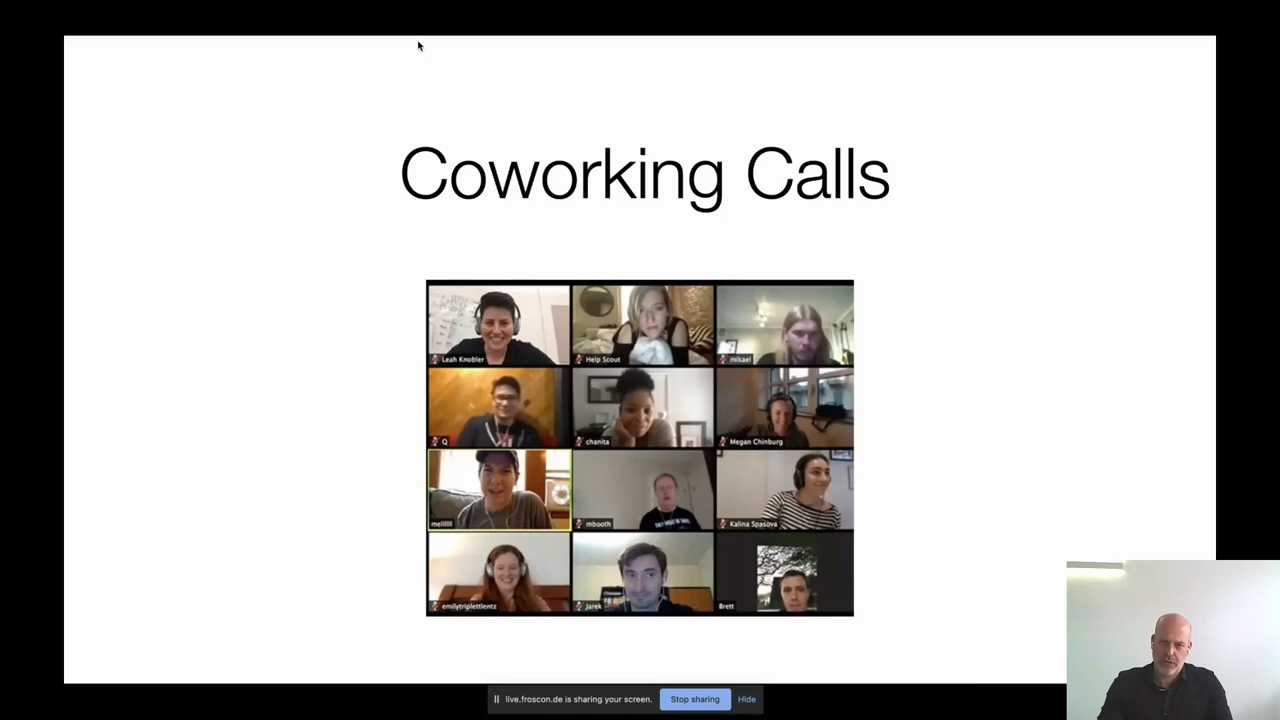 Coworking Calls
Leah Knobler
Help Scout
mikael
Q
chanita
Megan Chinburg
mellllll
mbooth
Kalina Spasova
emilytriplettlentz
Jarek
Brett
live.froscon.de is sharing your screen.
Stop sharing
Hide